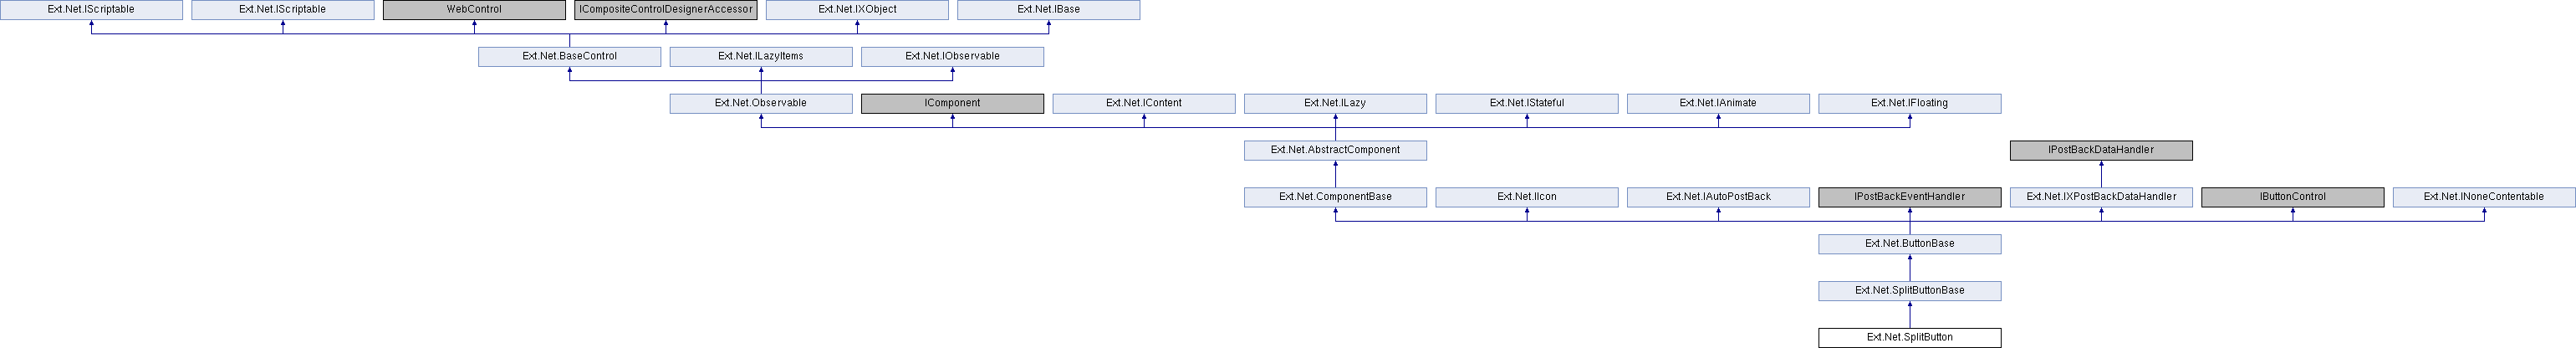 Ext.Net.IScriptable
Ext.Net.IScriptable
WebControl
ICompositeControlDesignerAccessor
Ext.Net.IXObject
Ext.Net.IBase
Ext.Net.BaseControl
Ext.Net.ILazyItems
Ext.Net.IObservable
Ext.Net.Observable
IComponent
Ext.Net.IContent
Ext.Net.ILazy
Ext.Net.IStateful
Ext.Net.IAnimate
Ext.Net.IFloating
Ext.Net.AbstractComponent
IPostBackDataHandler
Ext.Net.ComponentBase
Ext.Net.IIcon
Ext.Net.IAutoPostBack
IPostBackEventHandler
Ext.Net.IXPostBackDataHandler
IButtonControl
Ext.Net.INoneContentable
Ext.Net.ButtonBase
Ext.Net.SplitButtonBase
Ext.Net.SplitButton